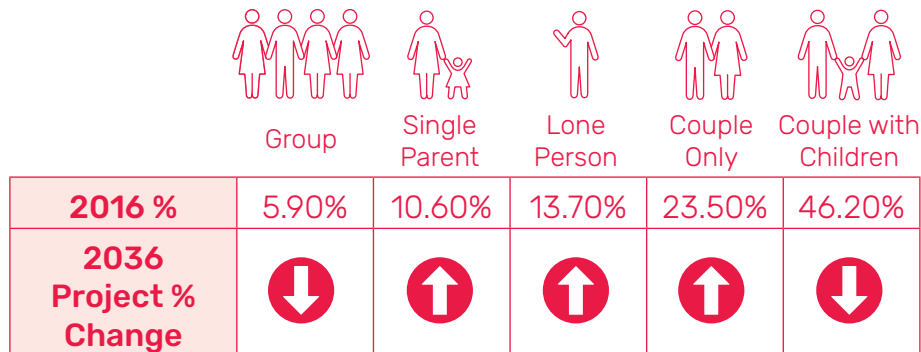 Group
Single
Parent
Lone
Person
Couple
Only
Couple with
Children
2016 %
5.90%
10.60%
13.70%
23.50%
46.20%
2036
Project %
Change